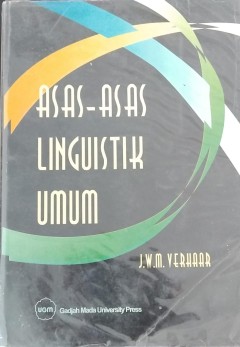 ASAS-ASAS
LINGUISTIK
UMUM
J.W.M. VERHAAR
UGM
Gadjah Mada University Press